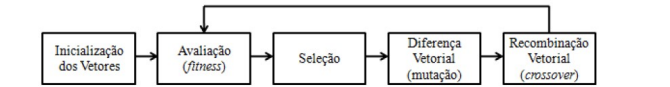 Inicialização
dos Vetores
Avaliação
(fitness)
Seleção
Diferença
Vetorial
(mutação)
Recombinação
Vetorial
(crossover)